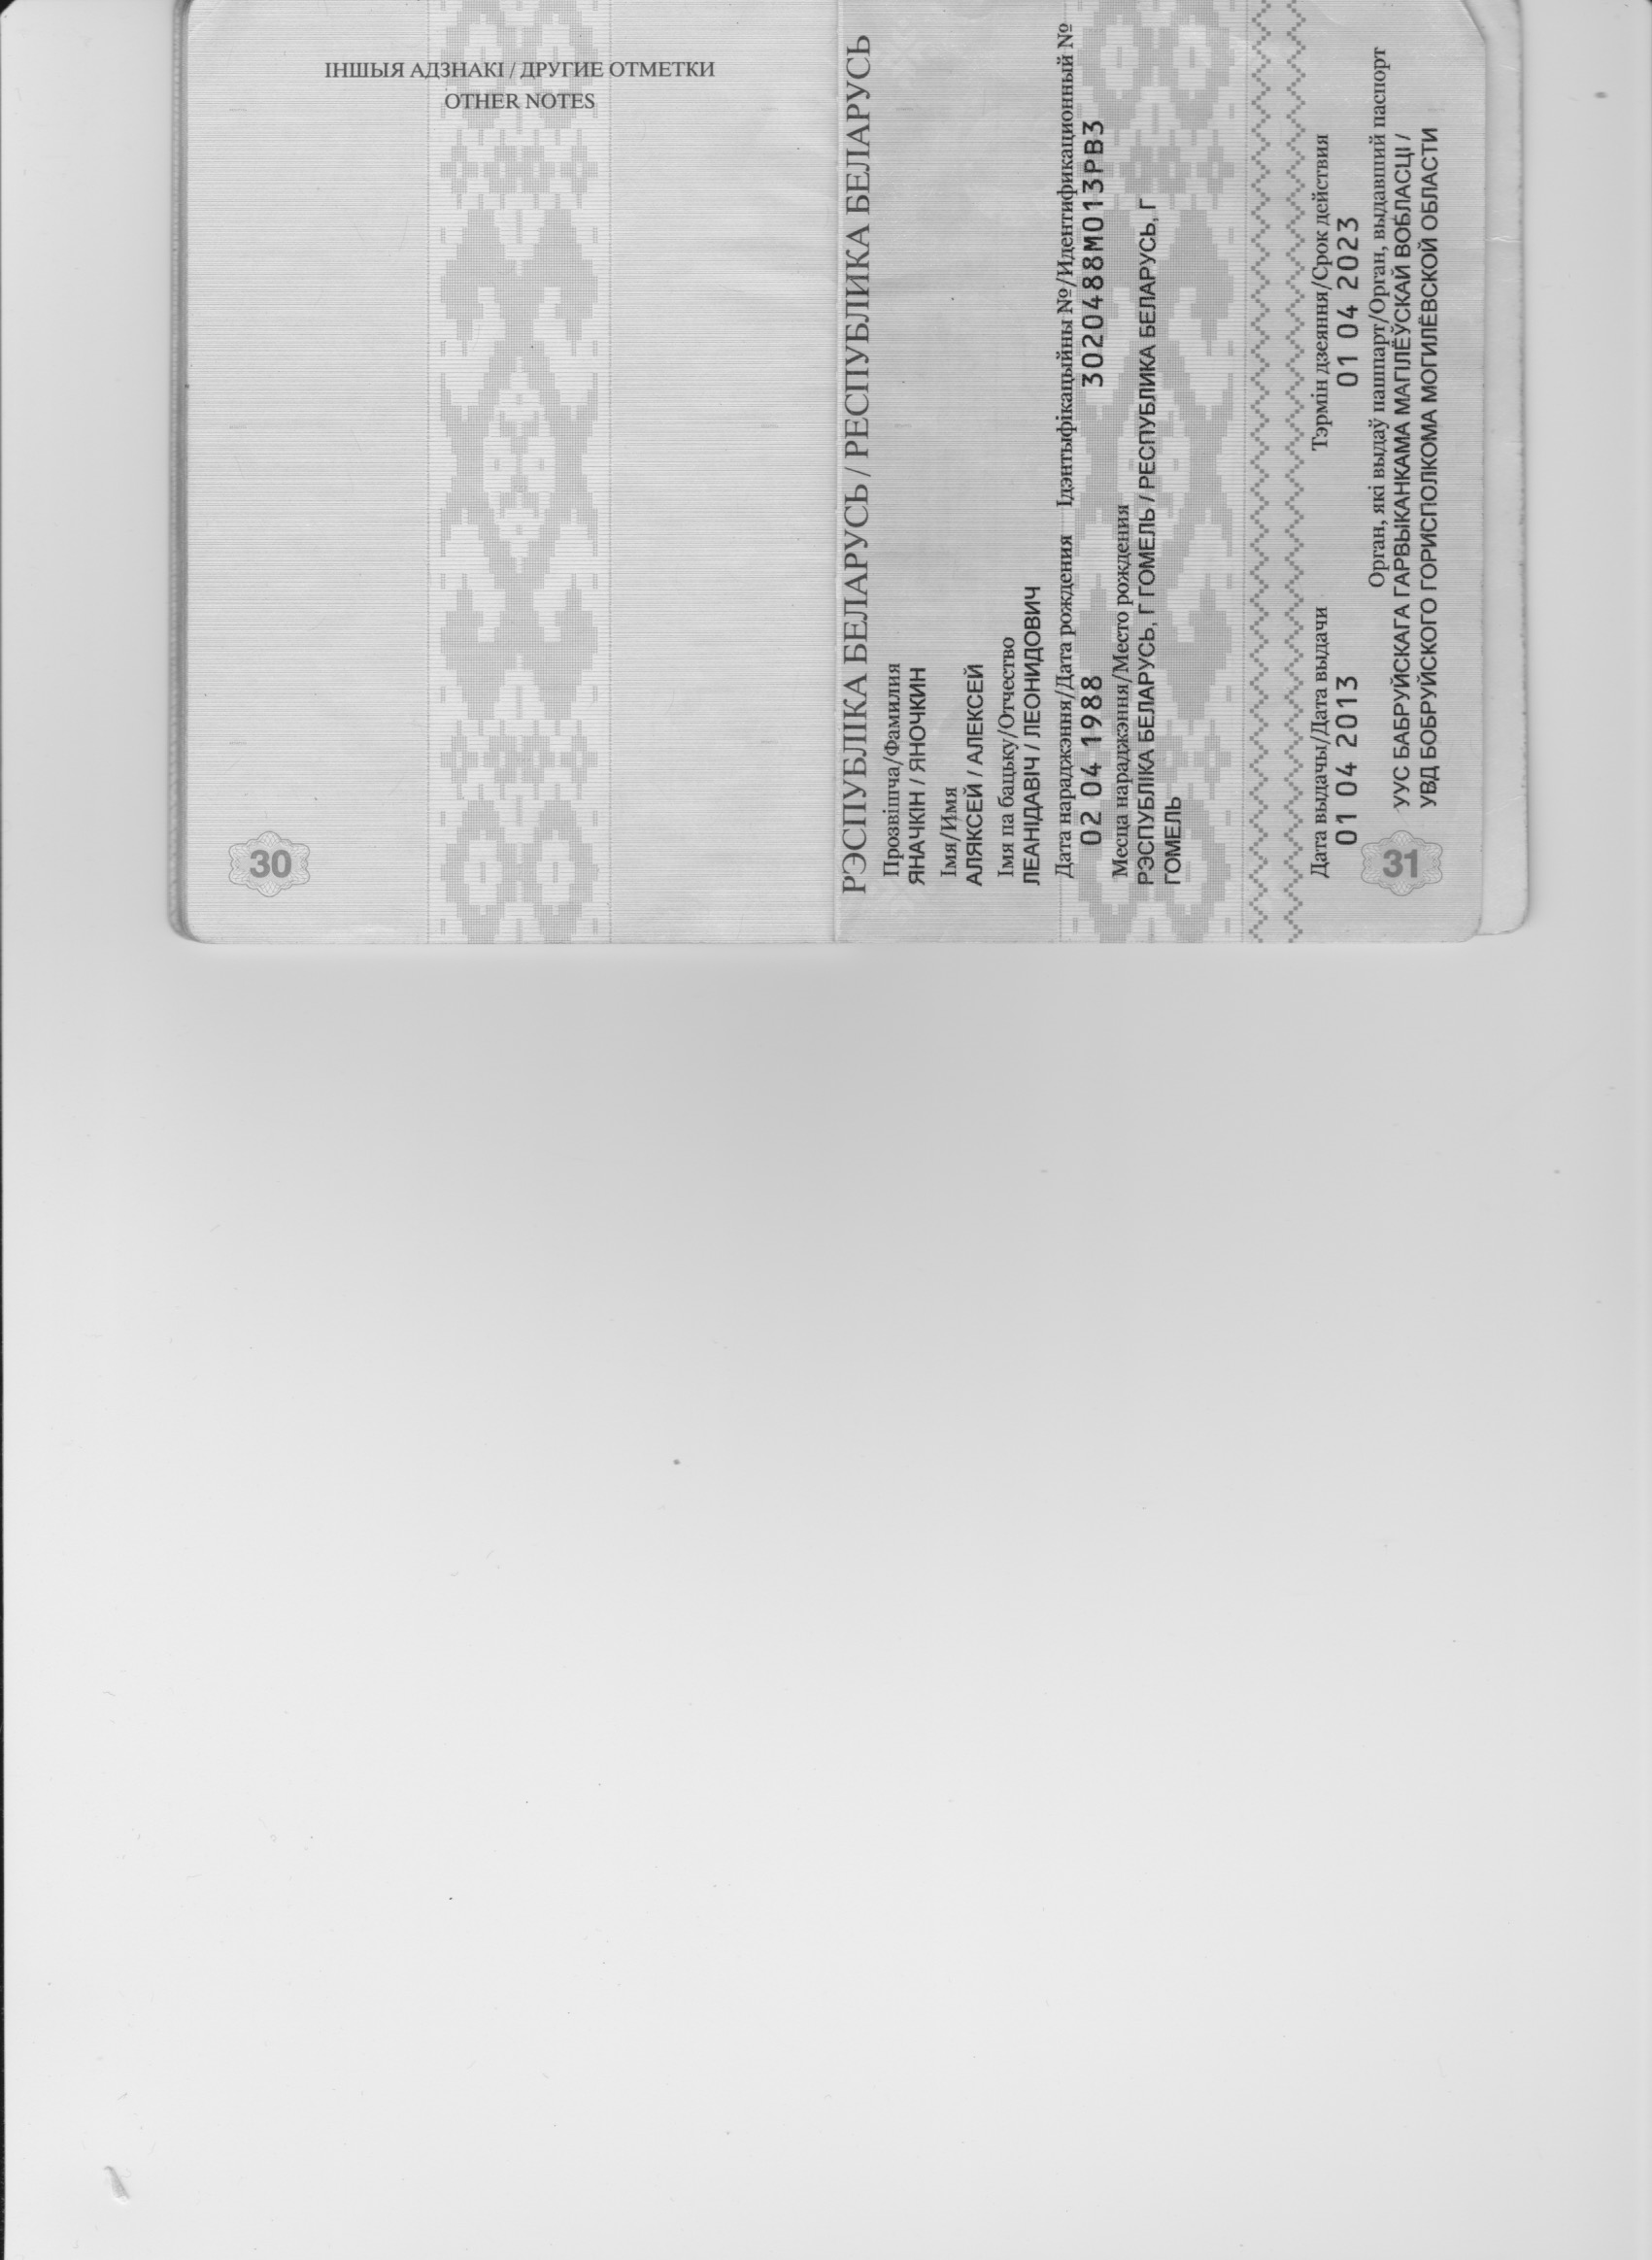 ІНШЫЯ АДЗНАКІ / ДРУГИЕ ОТМЕТКИ
OTHER NOTES
30
РЭСПУБЛІКА БЕЛАРУСЬ / РЕСПУБЛИКА БЕЛАРУСЬ
Прозвішча/Фамилия
ЯНАЧКІН / ЯНОЧКИН
Імя/Имя
АЛЯКСЕЙ / АЛЕКСЕЙ
Імя па бацьку/Отчество
ЛЕАНІДАВІЧ / ЛЕОНИДОВИЧ
Дата нараджэння/Дата рождения Ідэнтыфікацыйны №/Идентификационный №
02 04 1988 3020488M013PB3
Месца нараджэння/Место рождения
РЭСПУБЛІКА БЕЛАРУСЬ, Г ГОМЕЛЬ / РЕСПУБЛИКА БЕЛАРУСЬ, Г
ГОМЕЛЬ
Дата выдачы/Дата выдачи Тэрмін дзеяння/Срок действия
01 04 2013 01 04 2023
Орган, які выдаў пашпарт/Орган, выдавший паспорт
УУС БАБРУЙСКАГА ГАРВЫКАНКАМА МАГІЛЁЎСКАЙ ВОБЛАСЦІ /
УВД БОБРУЙСКОГО ГОРИСПОЛКОМА МОГИЛЁВСКОЙ ОБЛАСТИ
31